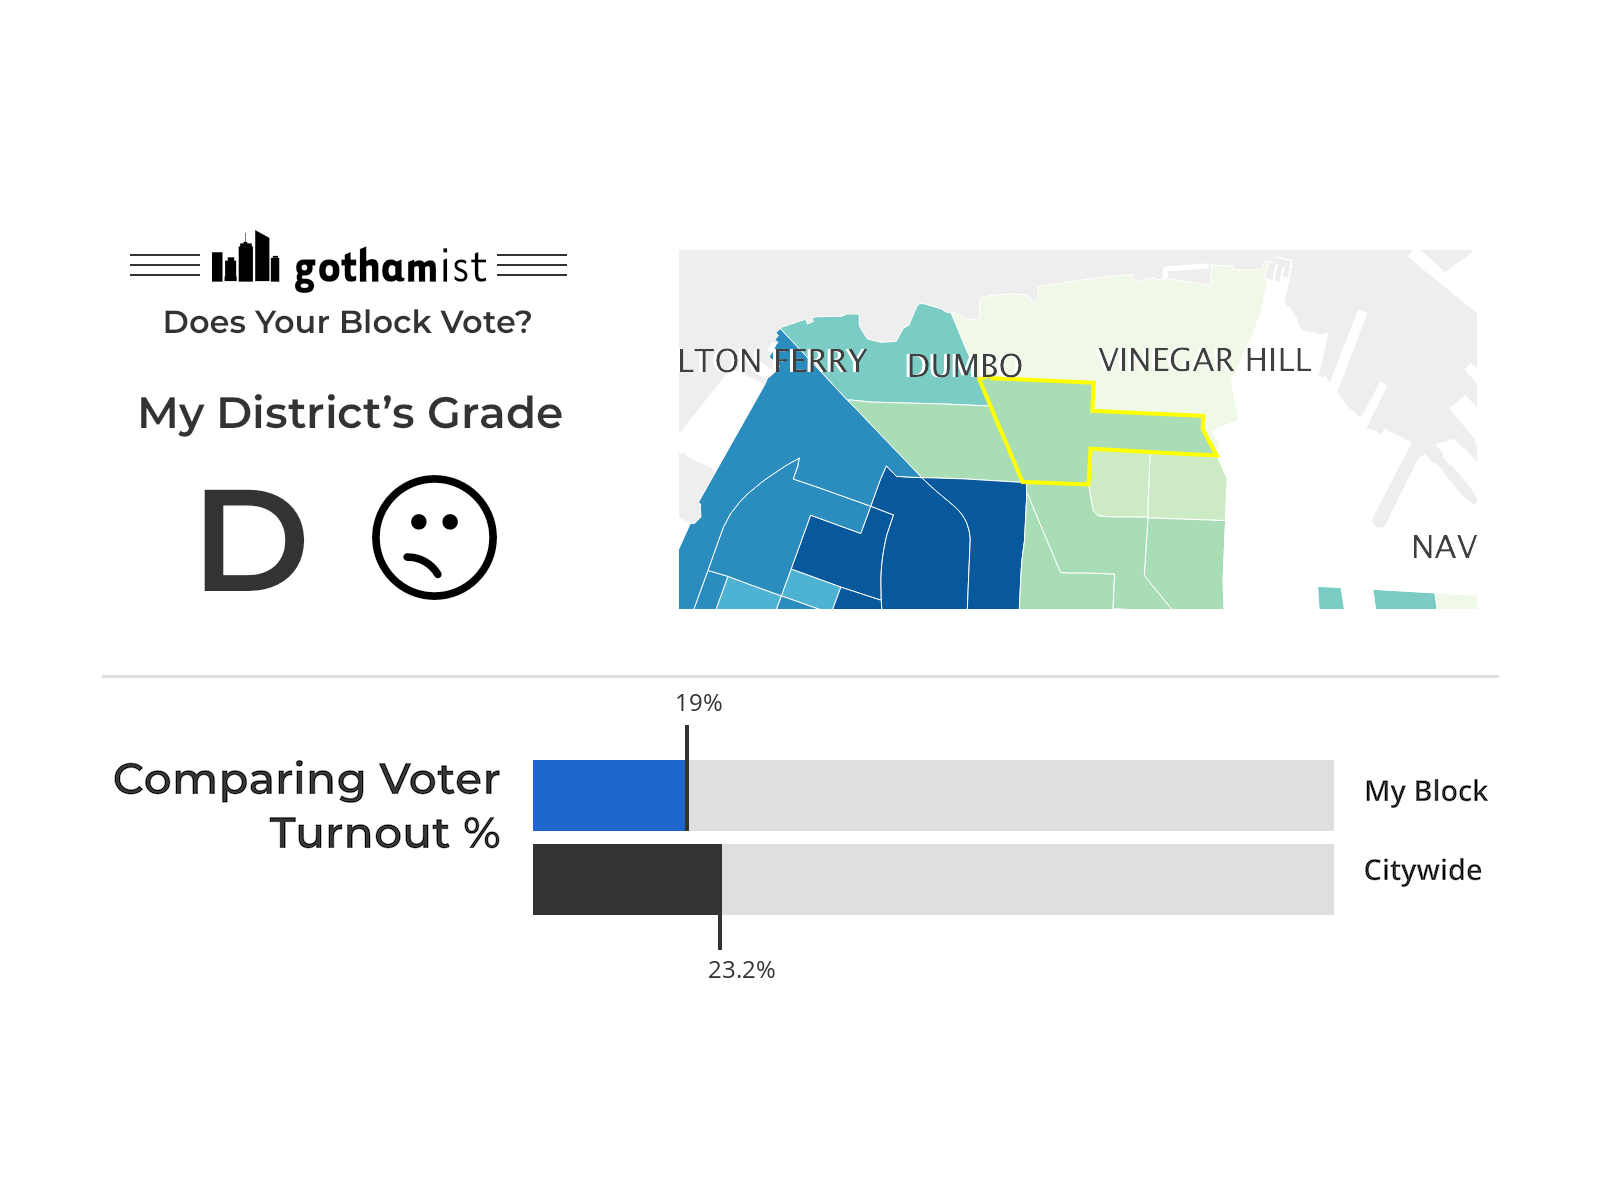 gothamist
Does Your Block Vote?
My District's Grade
D
LTON FERRY
DUMBO
VINEGAR HILL
NAV
19%
Comparing Voter
Turnout %
My Block
Citywide
23.2%